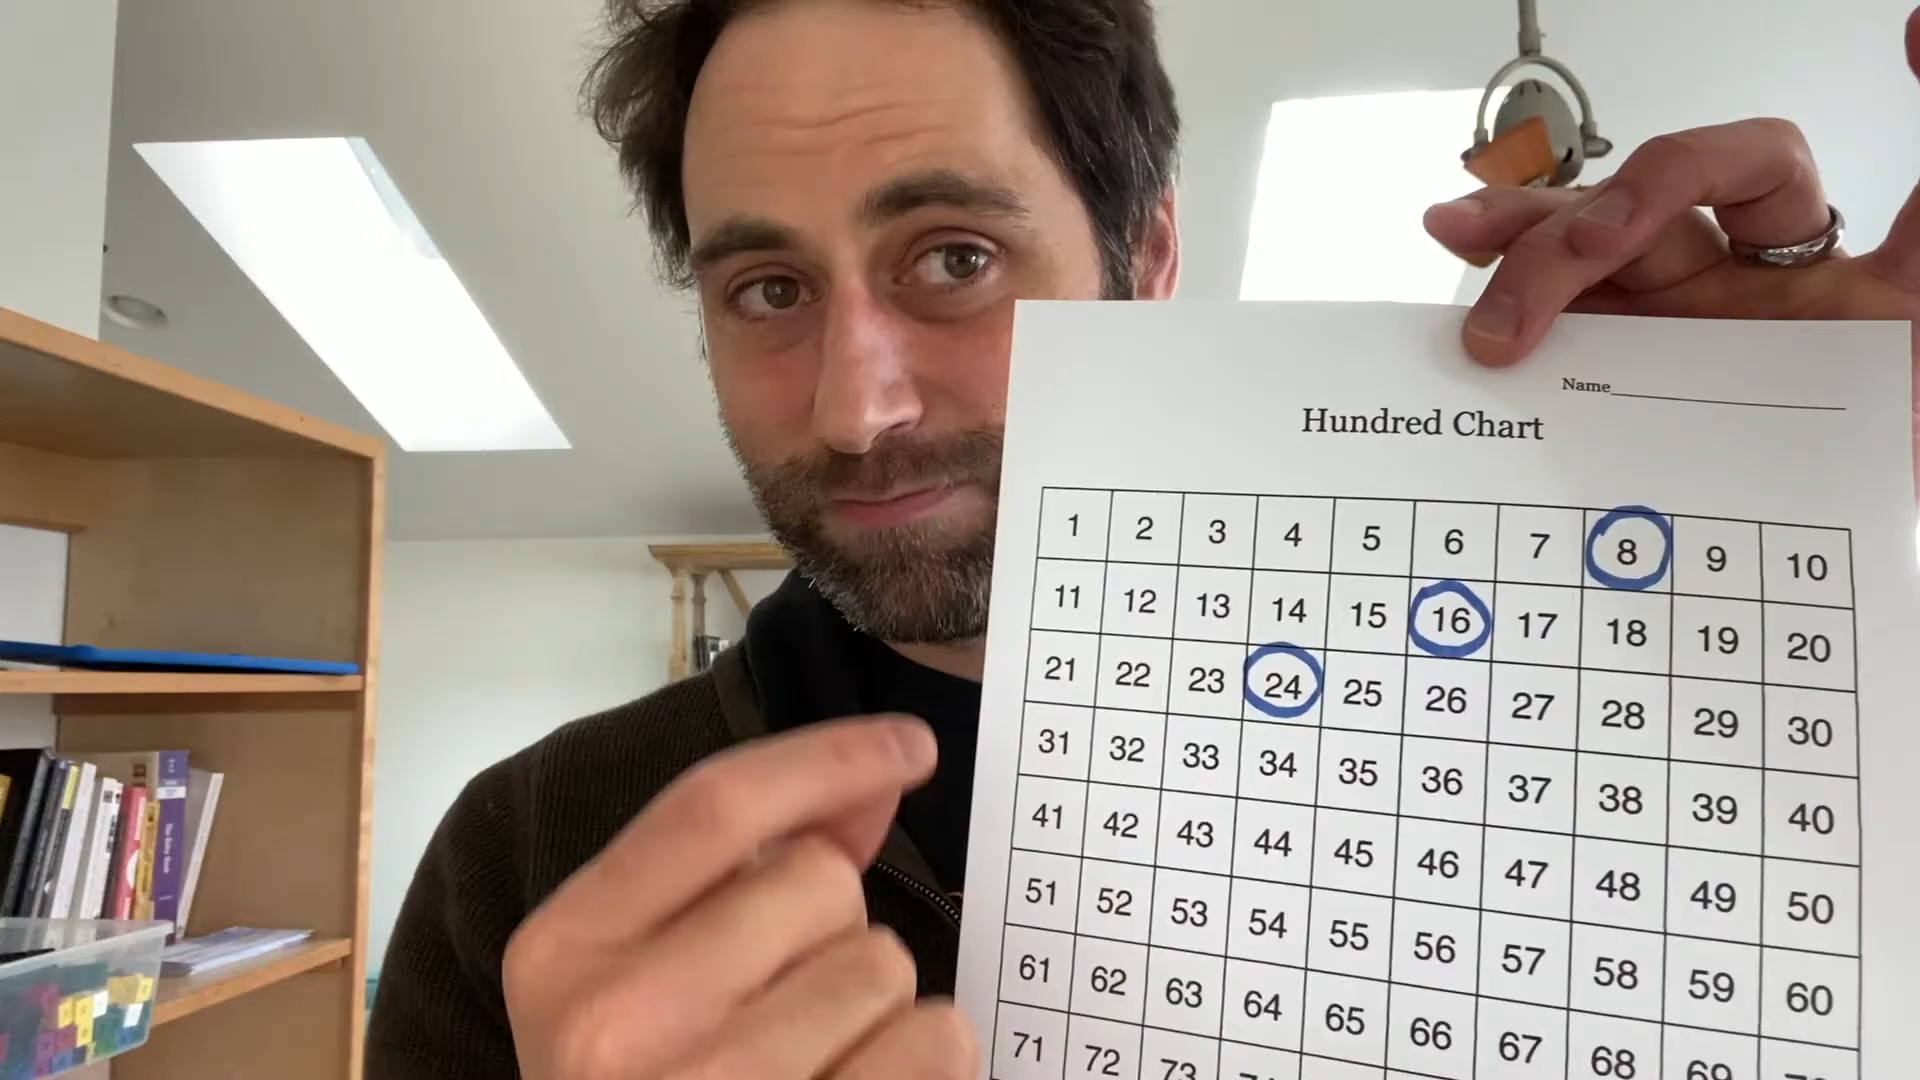 Name
Hundred Chart
1 2 3 4 5 6 7 8 9 10
11 12 13 14 15 16 17 18 19 20
21 22 23 24 25 26 27 28 29 30
31 32 33 34 35 36 37 38 39 40
41 42 43 44 45 46 47 48 49 50
51 52 53 54 55 56 57 58 59 60
61 62 63 64 65 66 67 68 69
71 72 73